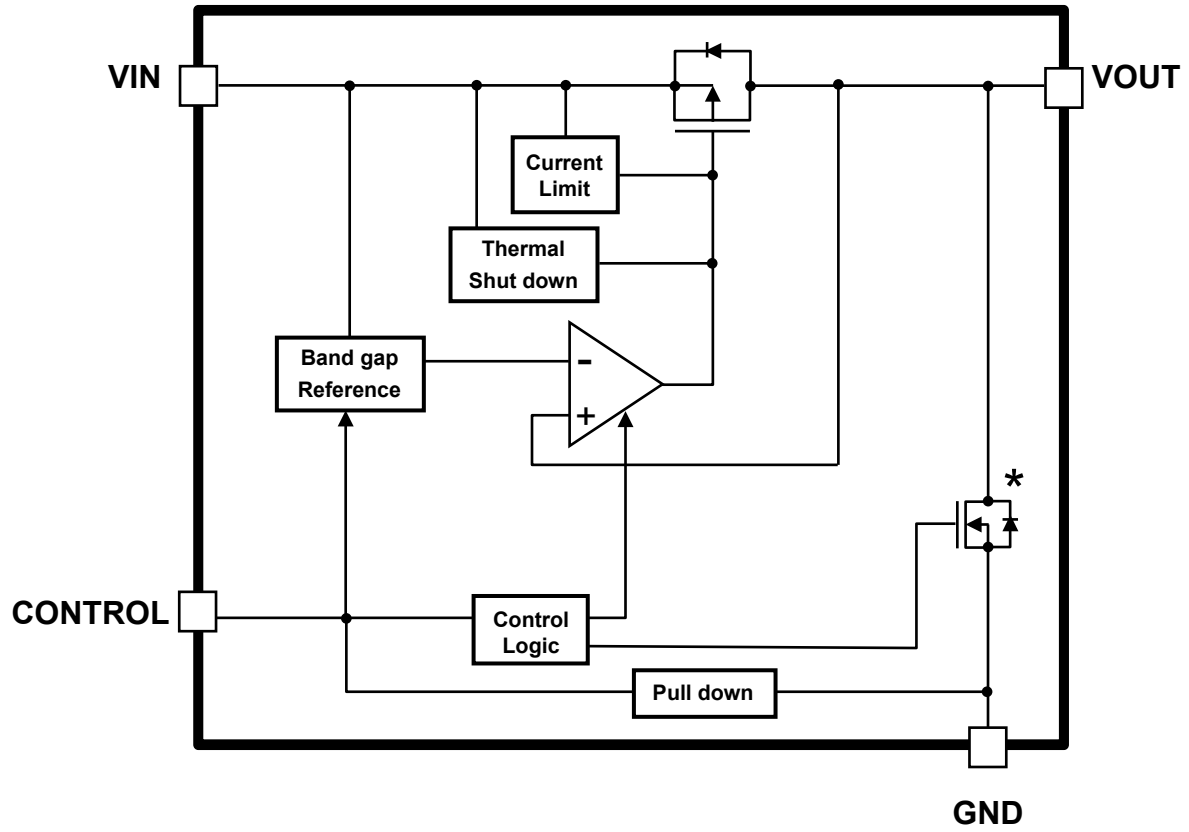 VIN
VOUT
Current
Limit
Thermal
Shut down
Band gap
Reference
-
+
*
CONTROL
Control
Logic
Pull down
GND